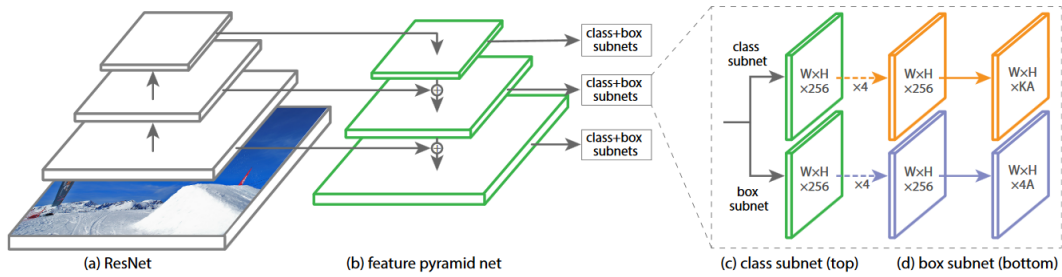 class+box
subnets
class+box
subnets
class+box
subnets
class
subnet
W×H
×256
×4
W×H
×256
W×H
×KA
box
subnet
W×H
×256
×4
W×H
×256
W×H
×4A
(a) ResNet
(b) feature pyramid net
(c) class subnet (top)
(d) box subnet (bottom)